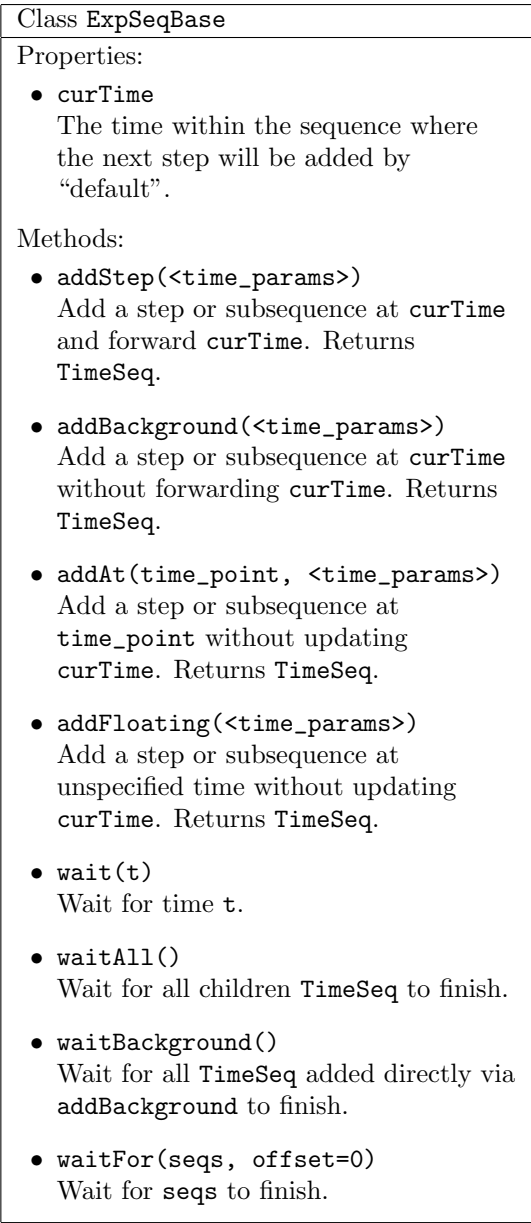 Class ExpSeqBase
Properties:
• curTime
The time within the sequence where
the next step will be added by
“default”.
Methods:
• addStep(<time_params>)
Add a step or subsequence at curTime
and forward curTime. Returns
TimeSeq.
• addBackground(<time_params>)
Add a step or subsequence at curTime
without forwarding curTime. Returns
TimeSeq.
• addAt(time_point, <time_params>)
Add a step or subsequence at
time_point without updating
curTime. Returns TimeSeq.
• addFloating(<time_params>)
Add a step or subsequence at
unspecified time without updating
curTime. Returns TimeSeq.
• wait(t)
Wait for time t.
• waitAll()
Wait for all children TimeSeq to finish.
• waitBackground()
Wait for all TimeSeq added directly via
addBackground to finish.
• waitFor(seqs, offset=0)
Wait for seqs to finish.